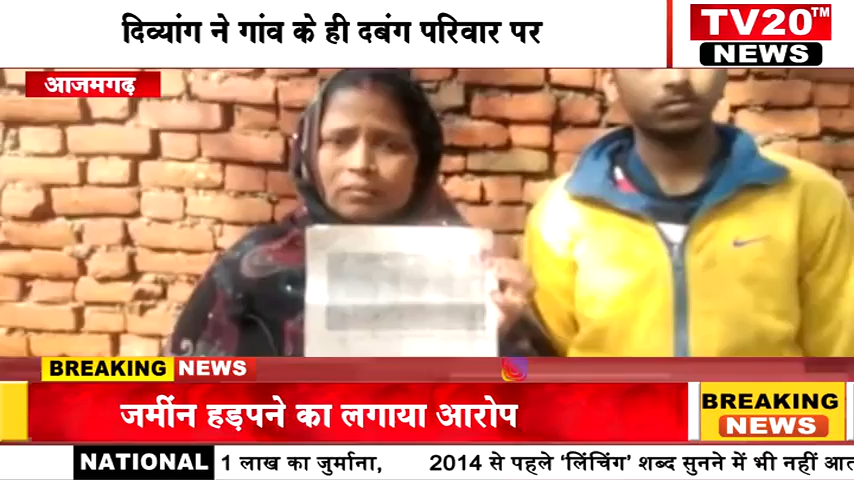 दिव्यांग ने गांव के ही दबंग परिवार पर
TV20™
NEWS
आजमगढ़
BREAKING NEWS
जमींन हड़पने का लगाया आरोप
BREAKING
NEWS
NATIONAL 1 लाख का जुर्माना, 2014 से पहले ‘लिंचिंग’ शब्द सुनने में भी नहीं आत